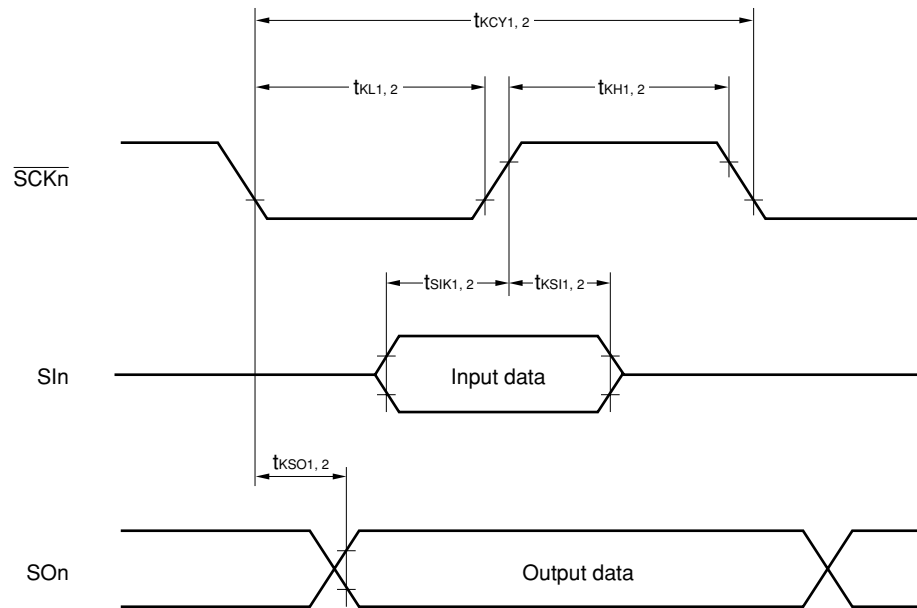 tKCY1, 2
tKL1, 2
tKH1, 2
SCKn
tSIK1, 2
tKSI1, 2
SIn
Input data
tKSO1, 2
SOn
Output data